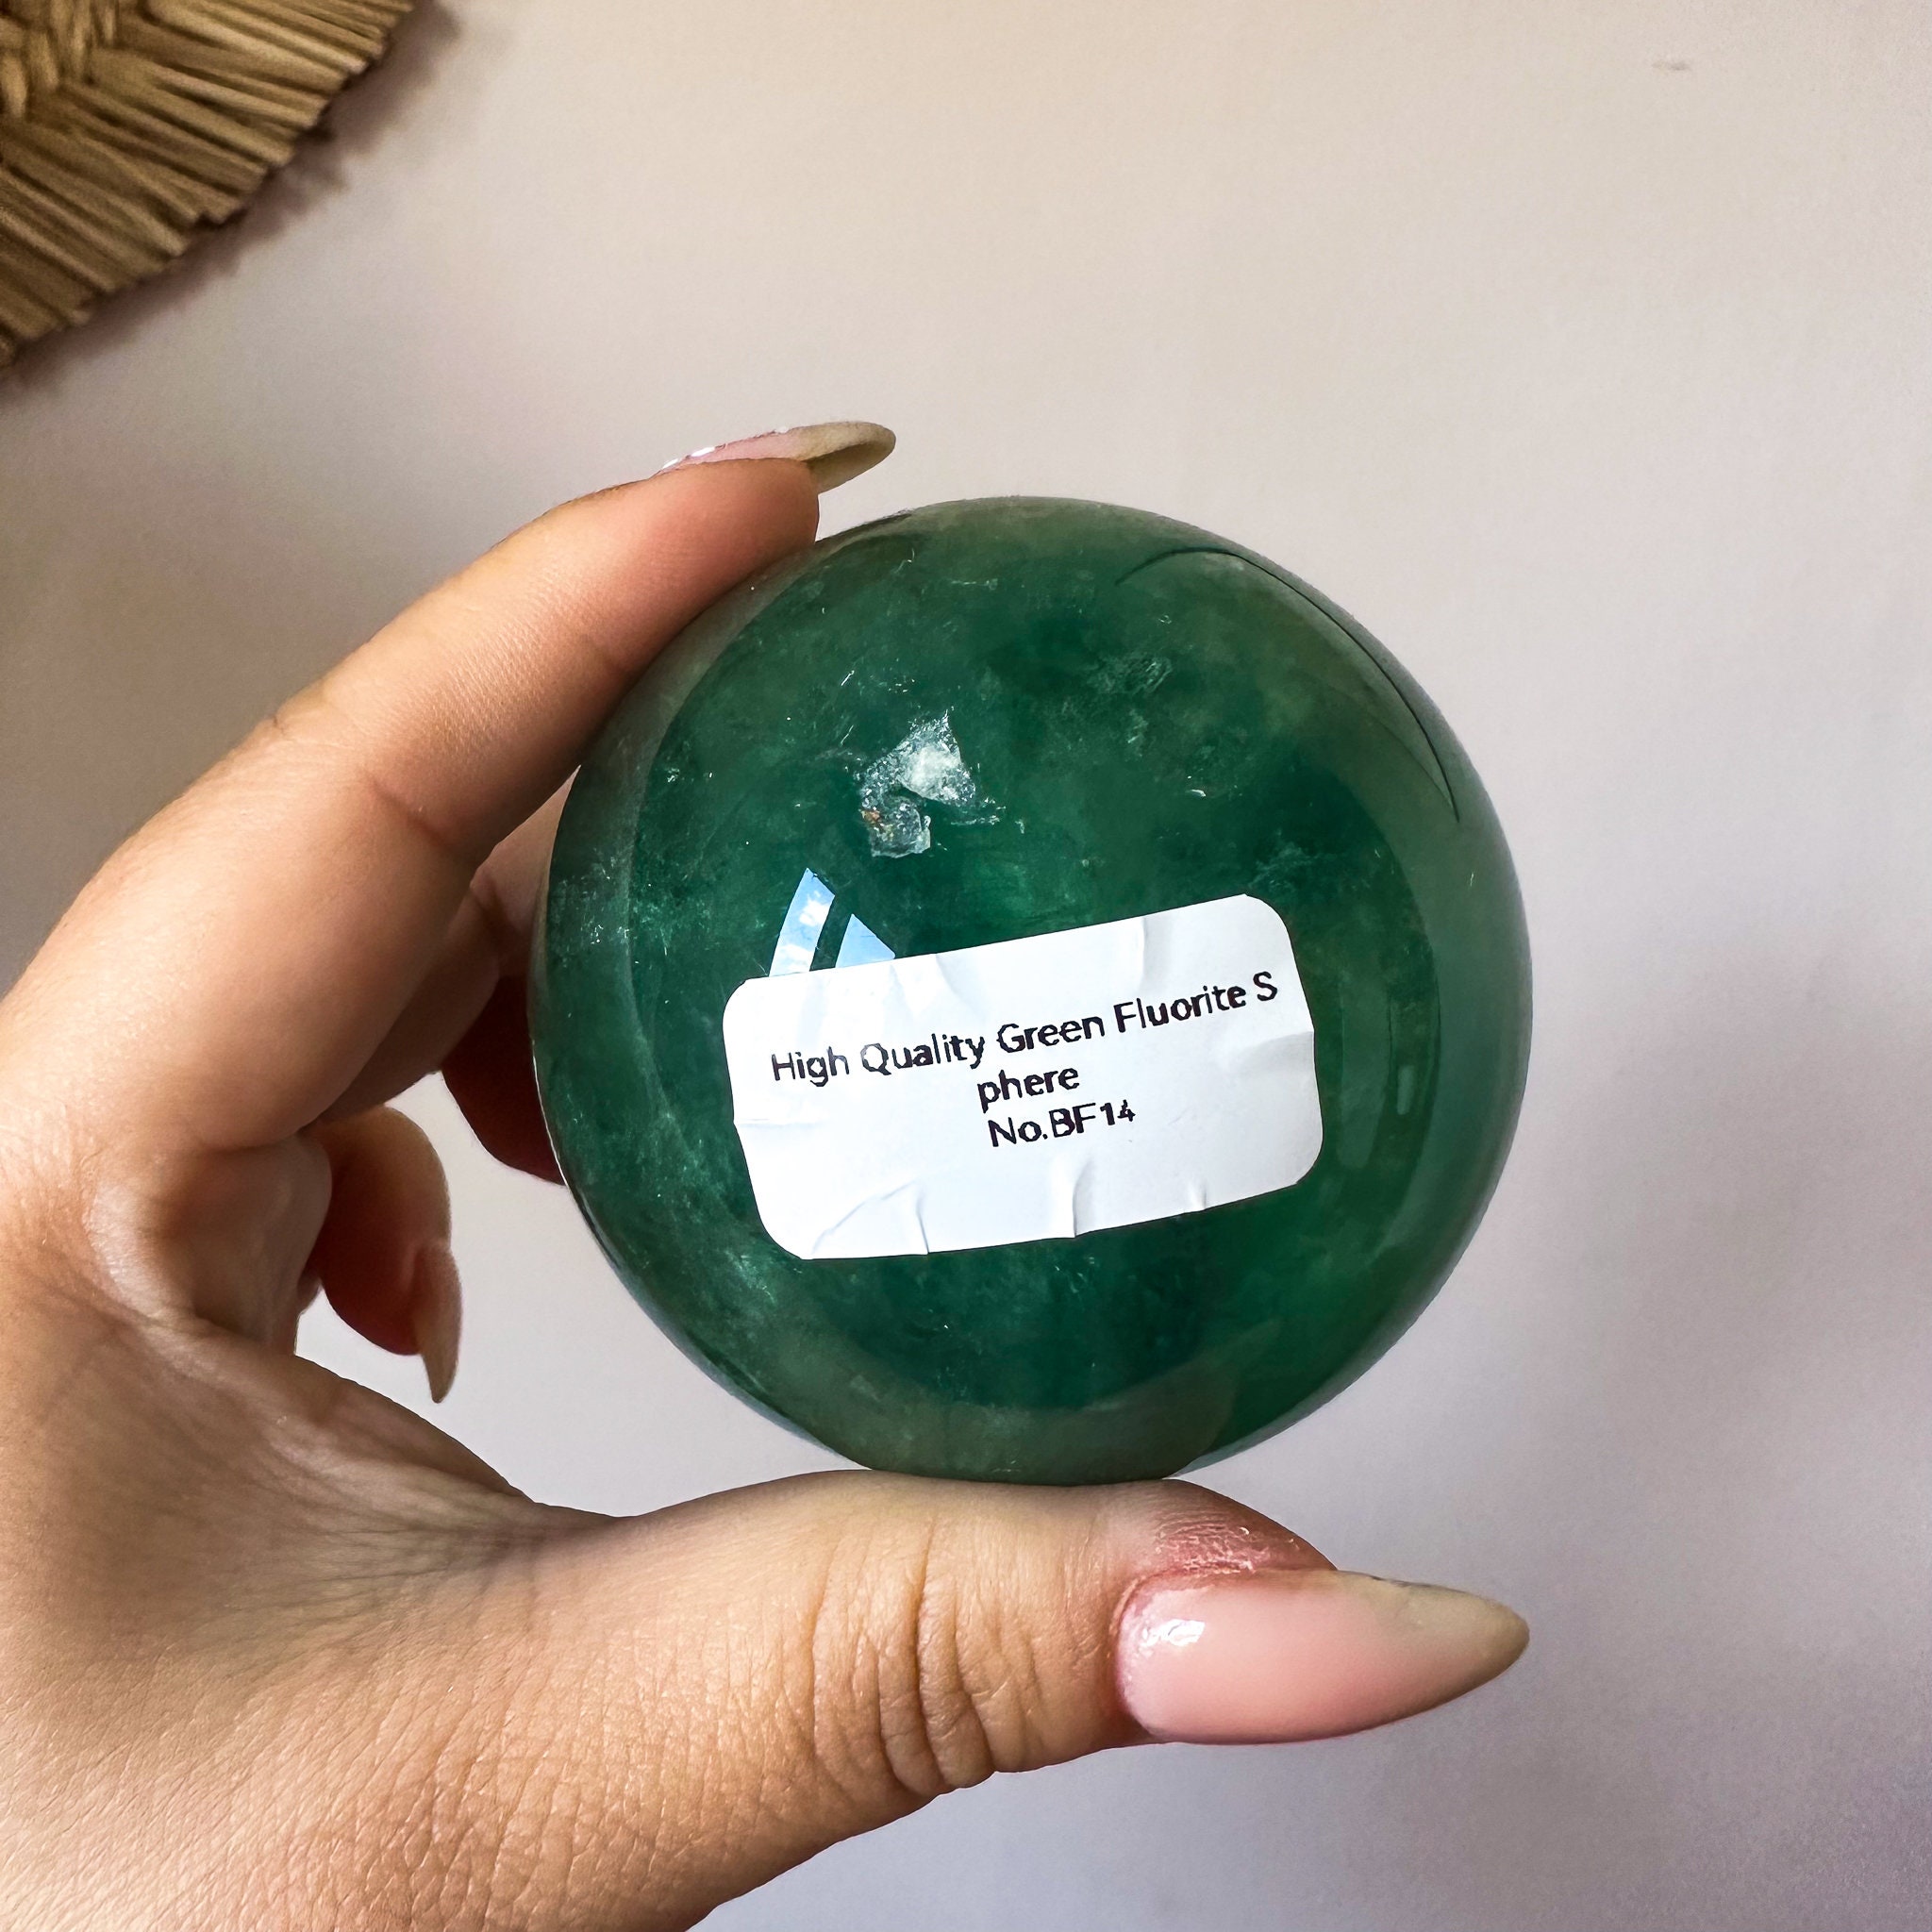 High Quality Green Fluorite S
phere
No.BF14